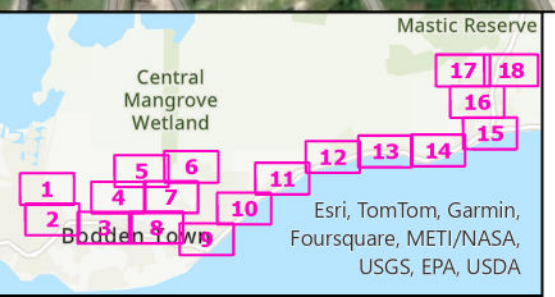 Mastic Reserve
17 18
Central
Mangrove
Wetland
16
15
14
13
12
5 6
11
1
4 7
10
2
3 8
Bodden Town
9
Esri, TomTom, Garmin,
Foursquare, METI/NASA,
USGS, EPA, USDA